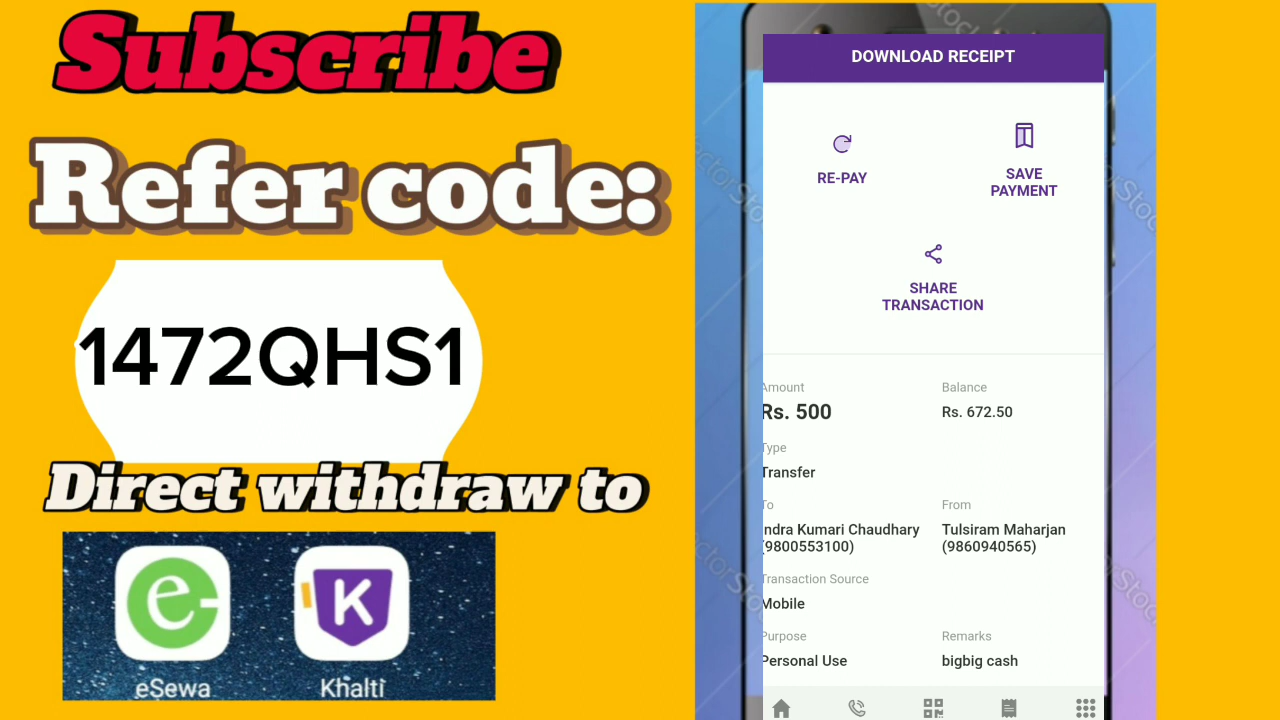 Subscribe
Refer code:
1472QHS1
Direct withdraw to
eSewa
Khalti
DOWNLOAD RECEIPT
RE-PAY
SAVE
PAYMENT
SHARE
TRANSACTION
Amount
Balance
Rs. 500
Rs. 672.50
Type
Transfer
To
From
ndra Kumari Chaudhary
Tulsiram Maharjan
(9800553100)
(9860940565)
Transaction Source
Mobile
Purpose
Remarks
Personal Use
bigbig cash